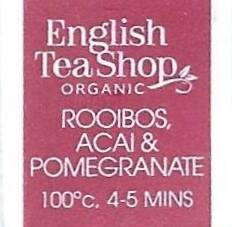 English
Tea Shop
ORGANIC
ROOIBOS,
ACAI &
POMEGRANATE
100°c, 4-5 MINS